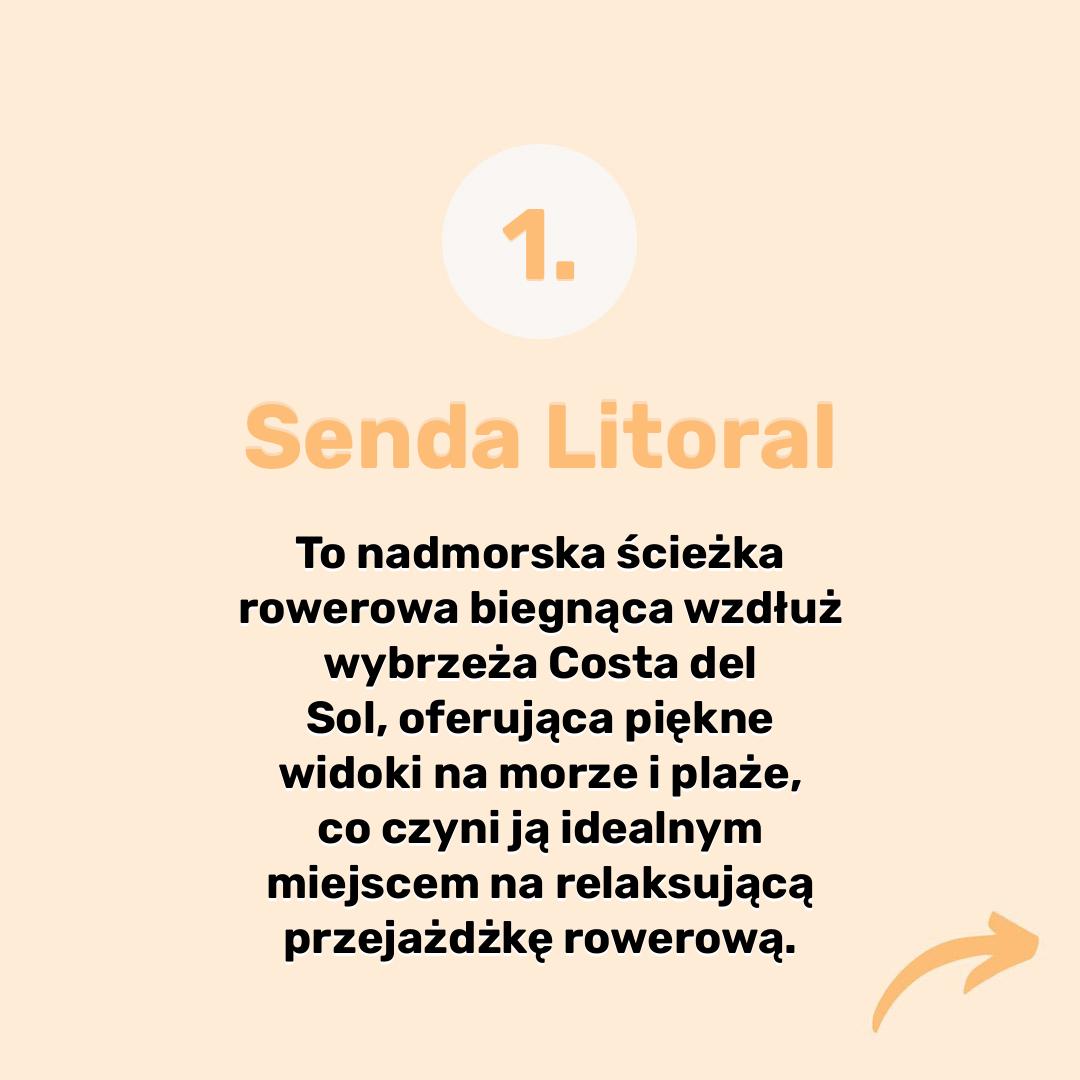 1.
Senda Litoral
To nadmorska ścieżka
rowerowa biegnąca wzdłuż
wybrzeża Costa del
Sol, oferująca piękne
widoki na morze i plaże,
co czyni ją idealnym
miejscem na relaksującą
przejażdżkę rowerową.